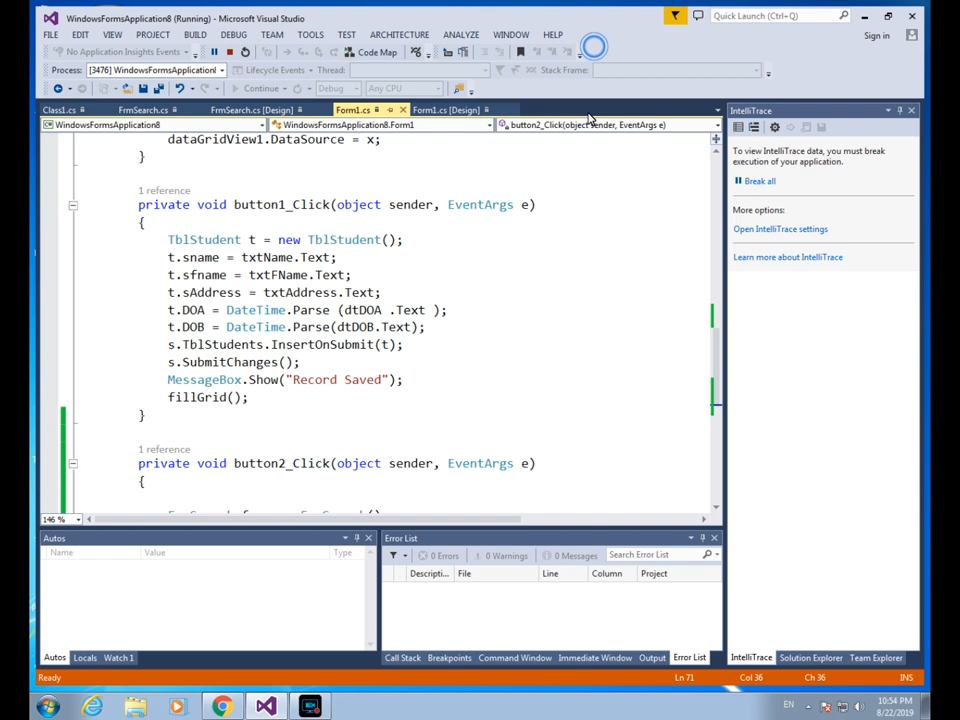 WindowsFormsApplication8 (Running) - Microsoft Visual Studio
Quick Launch (Ctrl+Q)
FILE EDIT VIEW PROJECT BUILD DEBUG TEAM TOOLS TEST ARCHITECTURE ANALYZE WINDOW HELP
Sign in
No Application Insights Events
Code Map
Process: [3476] WindowsFormsApplication
Lifecycle Events
Thread:
Stack Frame:
Continue
Debug
Any CPU
Class1.cs
FrmSearch.cs
FrmSearch.cs [Design]
Form1.cs
Form1.cs [Design]
WindowsFormsApplication8
WindowsFormsApplication8.Form1
button2_Click(object sender, EventArgs e)
dataGridView1.DataSource = x;
}
1 reference
private void button1_Click(object sender, EventArgs e)
{
TblStudent t = new TblStudent();
t.sname = txtName.Text;
t.sfname = txtFName.Text;
t.sAddress = txtAddress.Text;
t.DOA = DateTime.Parse (dtDOA .Text );
t.DOB = DateTime.Parse(dtDOB.Text);
s.TblStudents.InsertOnSubmit(t);
s.SubmitChanges();
MessageBox.Show("Record Saved");
fillGrid();
}
1 reference
private void button2_Click(object sender, EventArgs e)
{
146 %
IntelliTrace
To view IntelliTrace data, you must break
execution of your application.
Break all
More options:
Open IntelliTrace settings
Learn more about IntelliTrace
Autos
Name Value Type
Autos Locals Watch 1
Error List
0 Errors
0 Warnings
0 Messages
Search Error List
Descripti... File Line Column Project
Call Stack Breakpoints Command Window Immediate Window Output Error List
IntelliTrace Solution Explorer Team Explorer
Ready
Ln 71
Col 36
Ch 36
INS
EN
10:54 PM
8/22/2019